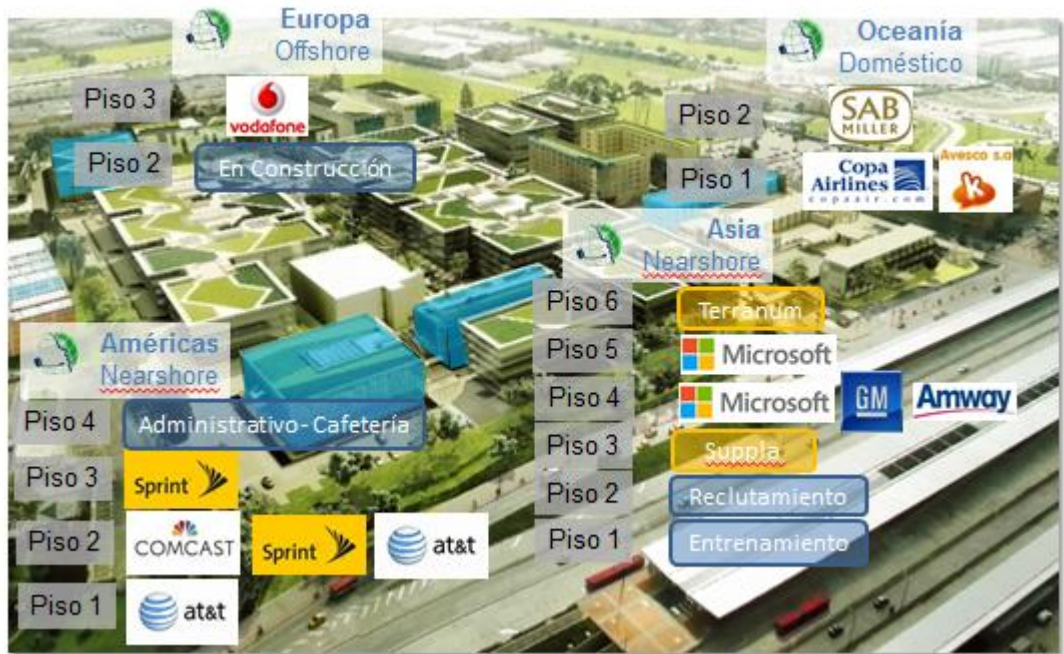 Europa
Offshore
Piso 3
vodafone
Piso 2
En Construcción
Oceanía
Doméstico
Piso 2
SAB
MILLER
Piso 1
Copa
Airlines
copaair.com
Avesco s.a
k
Asia
Nearshore
Piso 6
Terranum
Piso 5
Microsoft
Piso 4
Microsoft
GM
Amway
Piso 3
Suppla
Piso 2
Reclutamiento
Piso 1
Entrenamiento
Américas
Nearshore
Piso 4
Administrativo-Cafetería
Piso 3
Sprint
Piso 2
COMCAST
Sprint
at&t
Piso 1
at&t